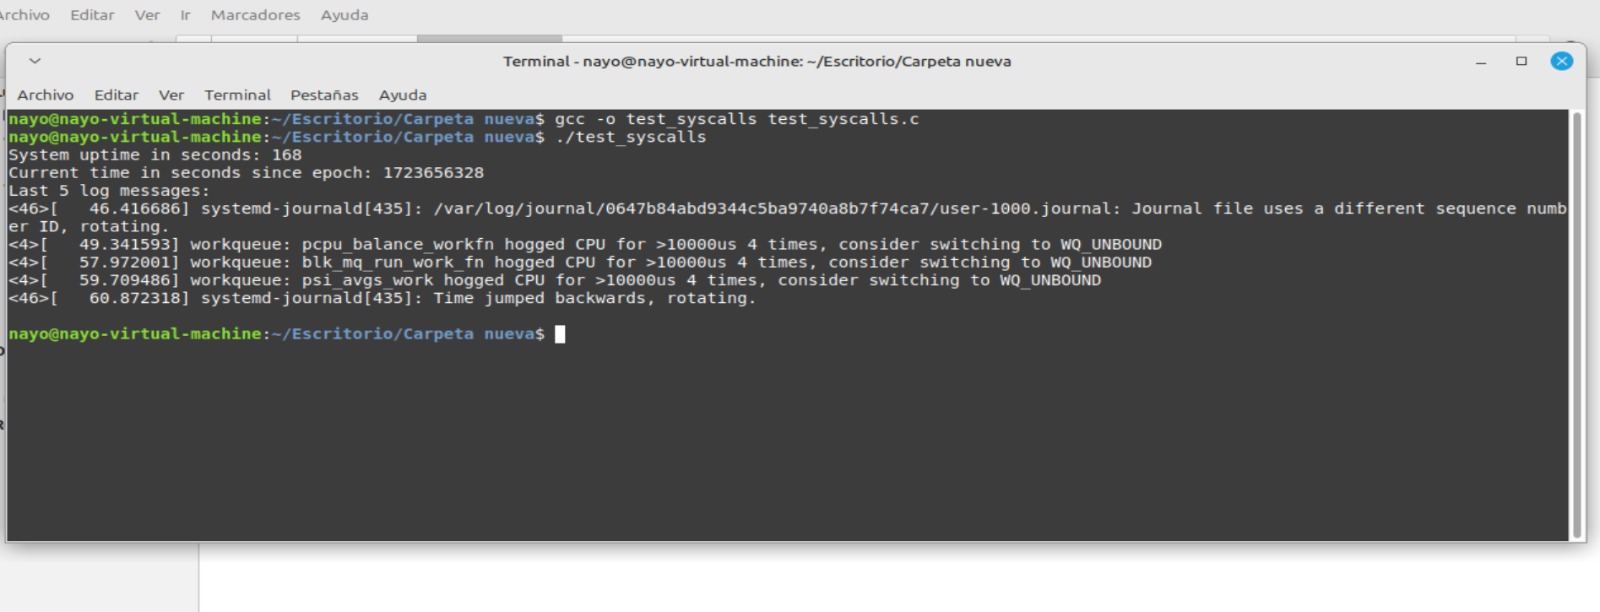 Archivo Editar Ver Ir Marcadores Ayuda
Terminal - nayo@nayo-virtual-machine: ~/Escritorio/Carpeta nueva
Archivo Editar Ver Terminal Pestañas Ayuda
nayo@nayo-virtual-machine:~/Escritorio/Carpeta nueva$ gcc -o test_syscalls test_syscalls.c
nayo@nayo-virtual-machine:~/Escritorio/Carpeta nueva$ ./test_syscalls
System uptime in seconds: 168
Current time in seconds since epoch: 1723656328
Last 5 log messages:
<46>[   46.416686] systemd-journald[435]: /var/log/journal/0647b84abd9344c5ba9740a8b7f74ca7/user-1000.journal: Journal file uses a different sequence numb
er ID, rotating.
<4>[   49.341593] workqueue: pcpu_balance_workfn hogged CPU for >10000us 4 times, consider switching to WQ_UNBOUND
<4>[   57.972001] workqueue: blk_mq_run_work_fn hogged CPU for >10000us 4 times, consider switching to WQ_UNBOUND
<4>[   59.709486] workqueue: psi_avgs_work hogged CPU for >10000us 4 times, consider switching to WQ_UNBOUND
<46>[   60.872318] systemd-journald[435]: Time jumped backwards, rotating.
nayo@nayo-virtual-machine:~/Escritorio/Carpeta nueva$